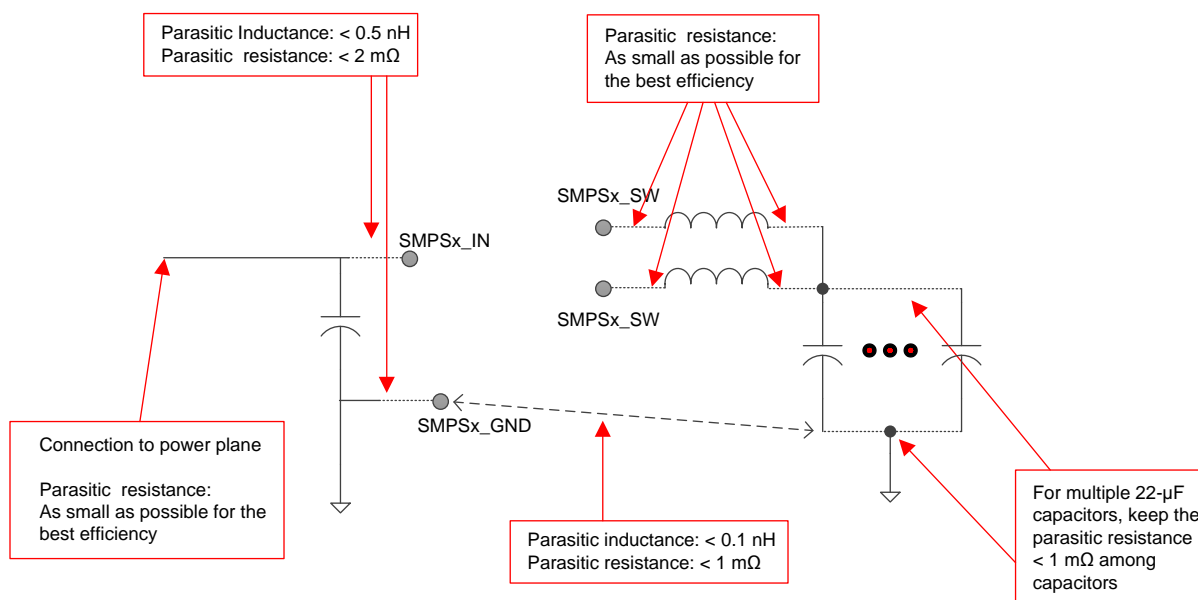 Parasitic Inductance: < 0.5 nH
Parasitic resistance: < 2 mΩ
Parasitic resistance:
As small as possible for
the best efficiency
SMPSx_SW
SMPSx_IN
SMPSx_SW
SMPSx_GND
Connection to power plane
Parasitic resistance:
As small as possible for the
best efficiency
Parasitic inductance: < 0.1 nH
Parasitic resistance: < 1 mΩ
For multiple 22-µF
capacitors, keep the
parasitic resistance
< 1 mΩ among
capacitors